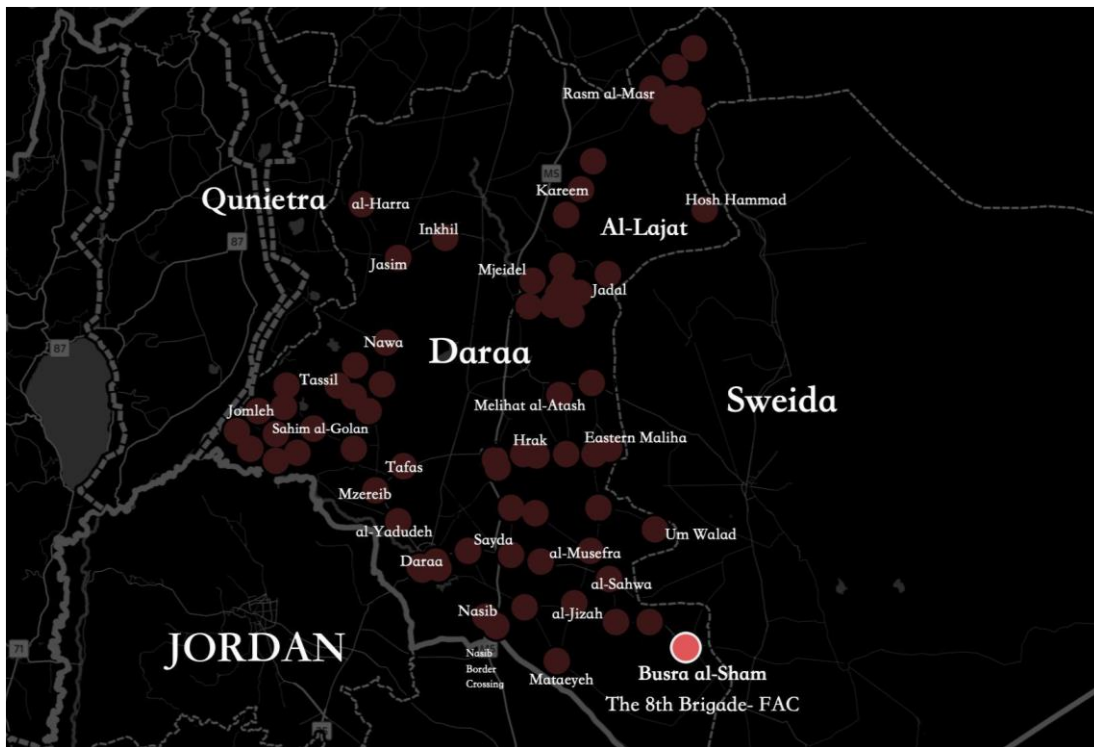 Rasm al-Masr
M5
Kareem
Qunietra
al-Harra
Hosh Hammad
Inkhil
Al-Lajat
87
Jasim
Mjeidel
Jadal
Nawa
87
Daraa
Tassil
Sweida
Melihat al-Atash
Jomleh
Sahim al-Golan
Hrak
Eastern Maliha
Tafas
Mzereib
al-Yadudeh
Um Walad
Sayda
al-Musefra
Daraa
al-Sahwa
Nasib
al-Jizah
JORDAN
71
Nasib
Border
Crossing
Mataeyeh
Busra al-Sham
The 8th Brigade- FAC